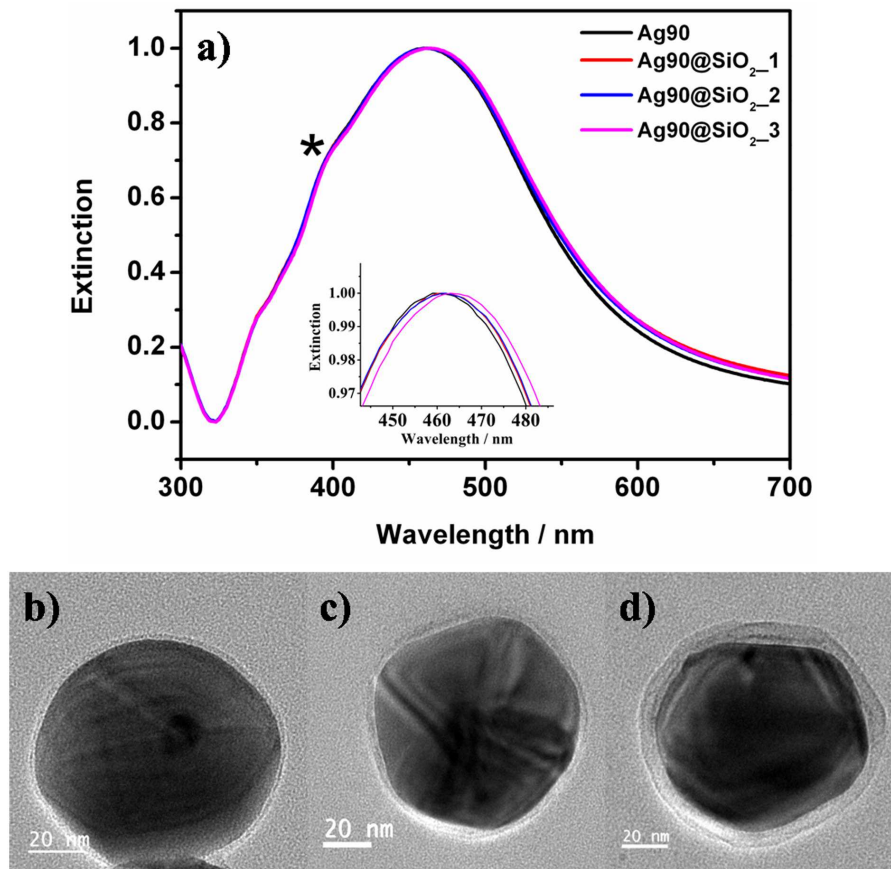 a)
Ag90
Ag90@SiO₂_1
Ag90@SiO₂_2
Ag90@SiO₂_3
*
Extinction
1.0
0.8
0.6
0.4
0.2
0.0
300 400 500 600 700
Wavelength / nm
Extinction
1.00
0.99
0.98
0.97
450 460 470 480
Wavelength / nm
b) c) d)
20 nm 20 nm 20 nm